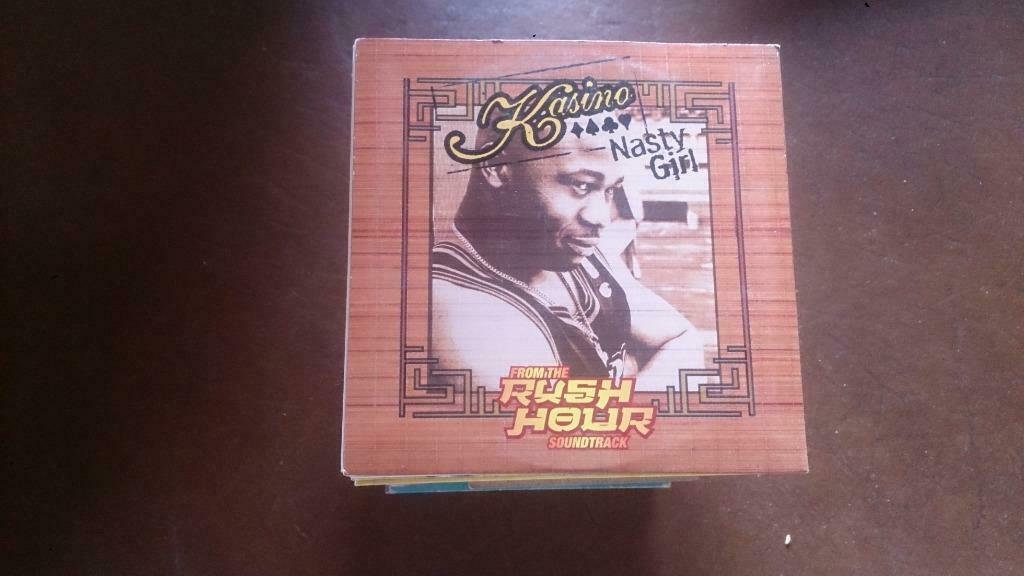 Kasino
Nasty
Girl
FROM THE
RUSH
HOUR
SOUNDTRACK